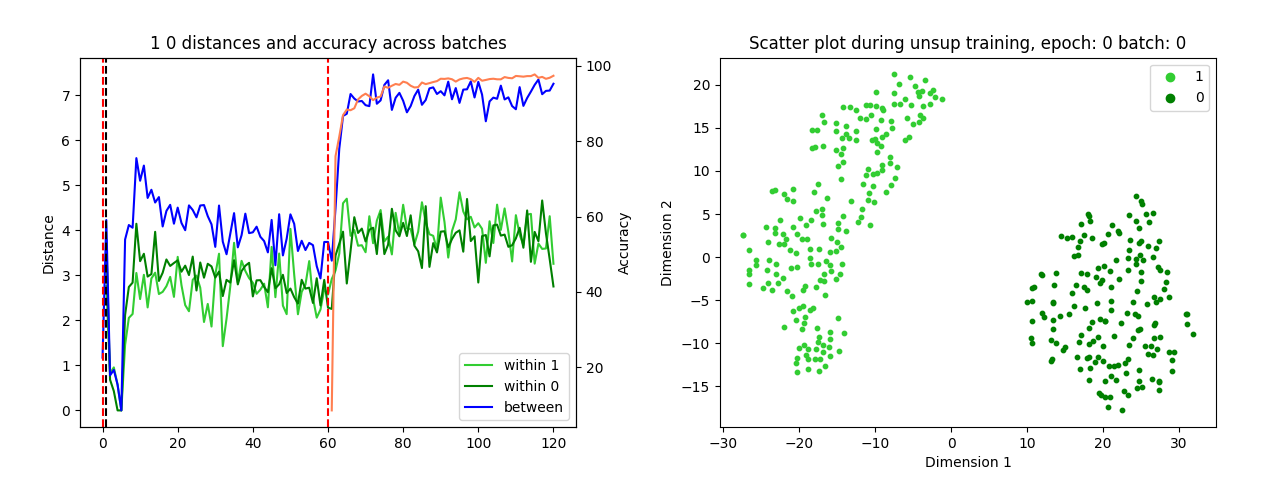 1 0 distances and accuracy across batches
Distance
7
6
5
4
3
2
1
0
100
80
60
40
20
Accuracy
within 1
within 0
between
0 20 40 60 80 100 120
Scatter plot during unsup training, epoch: 0 batch: 0
Dimension 2
20
15
10
5
0
−5
−10
−15
1
0
−30 −20 −10 0 10 20 30
Dimension 1